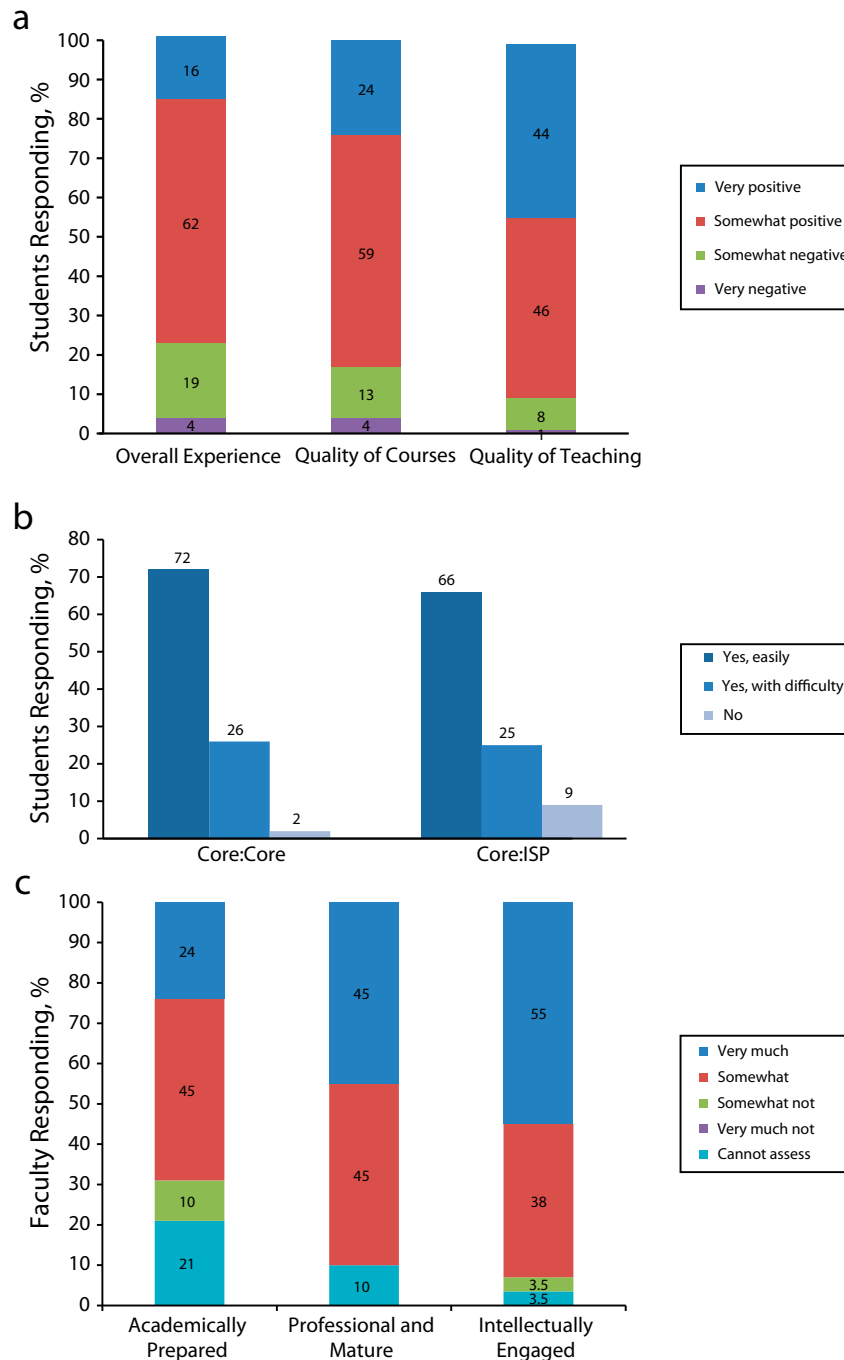 a
Students Responding, %
100
90
80
70
60
50
40
30
20
10
0
16
62
19
4
24
59
13
4
44
46
8
1
Overall Experience
Quality of Courses
Quality of Teaching
Very positive
Somewhat positive
Somewhat negative
Very negative
b
Students Responding, %
80
70
60
50
40
30
20
10
0
72
26
2
66
25
9
Core:Core
Core:ISP
Yes, easily
Yes, with difficulty
No
c
Faculty Responding, %
100
90
80
70
60
50
40
30
20
10
0
24
45
10
21
45
45
10
55
38
3.5
3.5
Academically
Prepared
Professional and
Mature
Intellectually
Engaged
Very much
Somewhat
Somewhat not
Very much not
Cannot assess